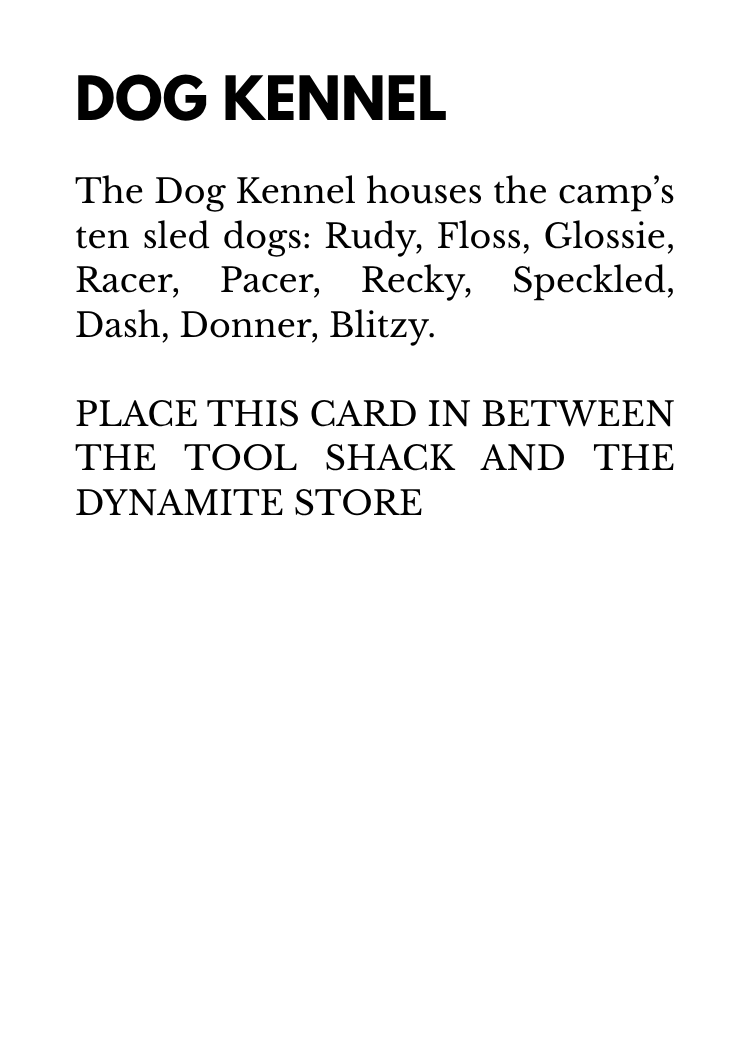 DOG KENNEL
The Dog Kennel houses the camp’s
ten sled dogs: Rudy, Floss, Glossie,
Racer, Pacer, Recky, Speckled,
Dash, Donner, Blitzy.
PLACE THIS CARD IN BETWEEN
THE TOOL SHACK AND THE
DYNAMITE STORE